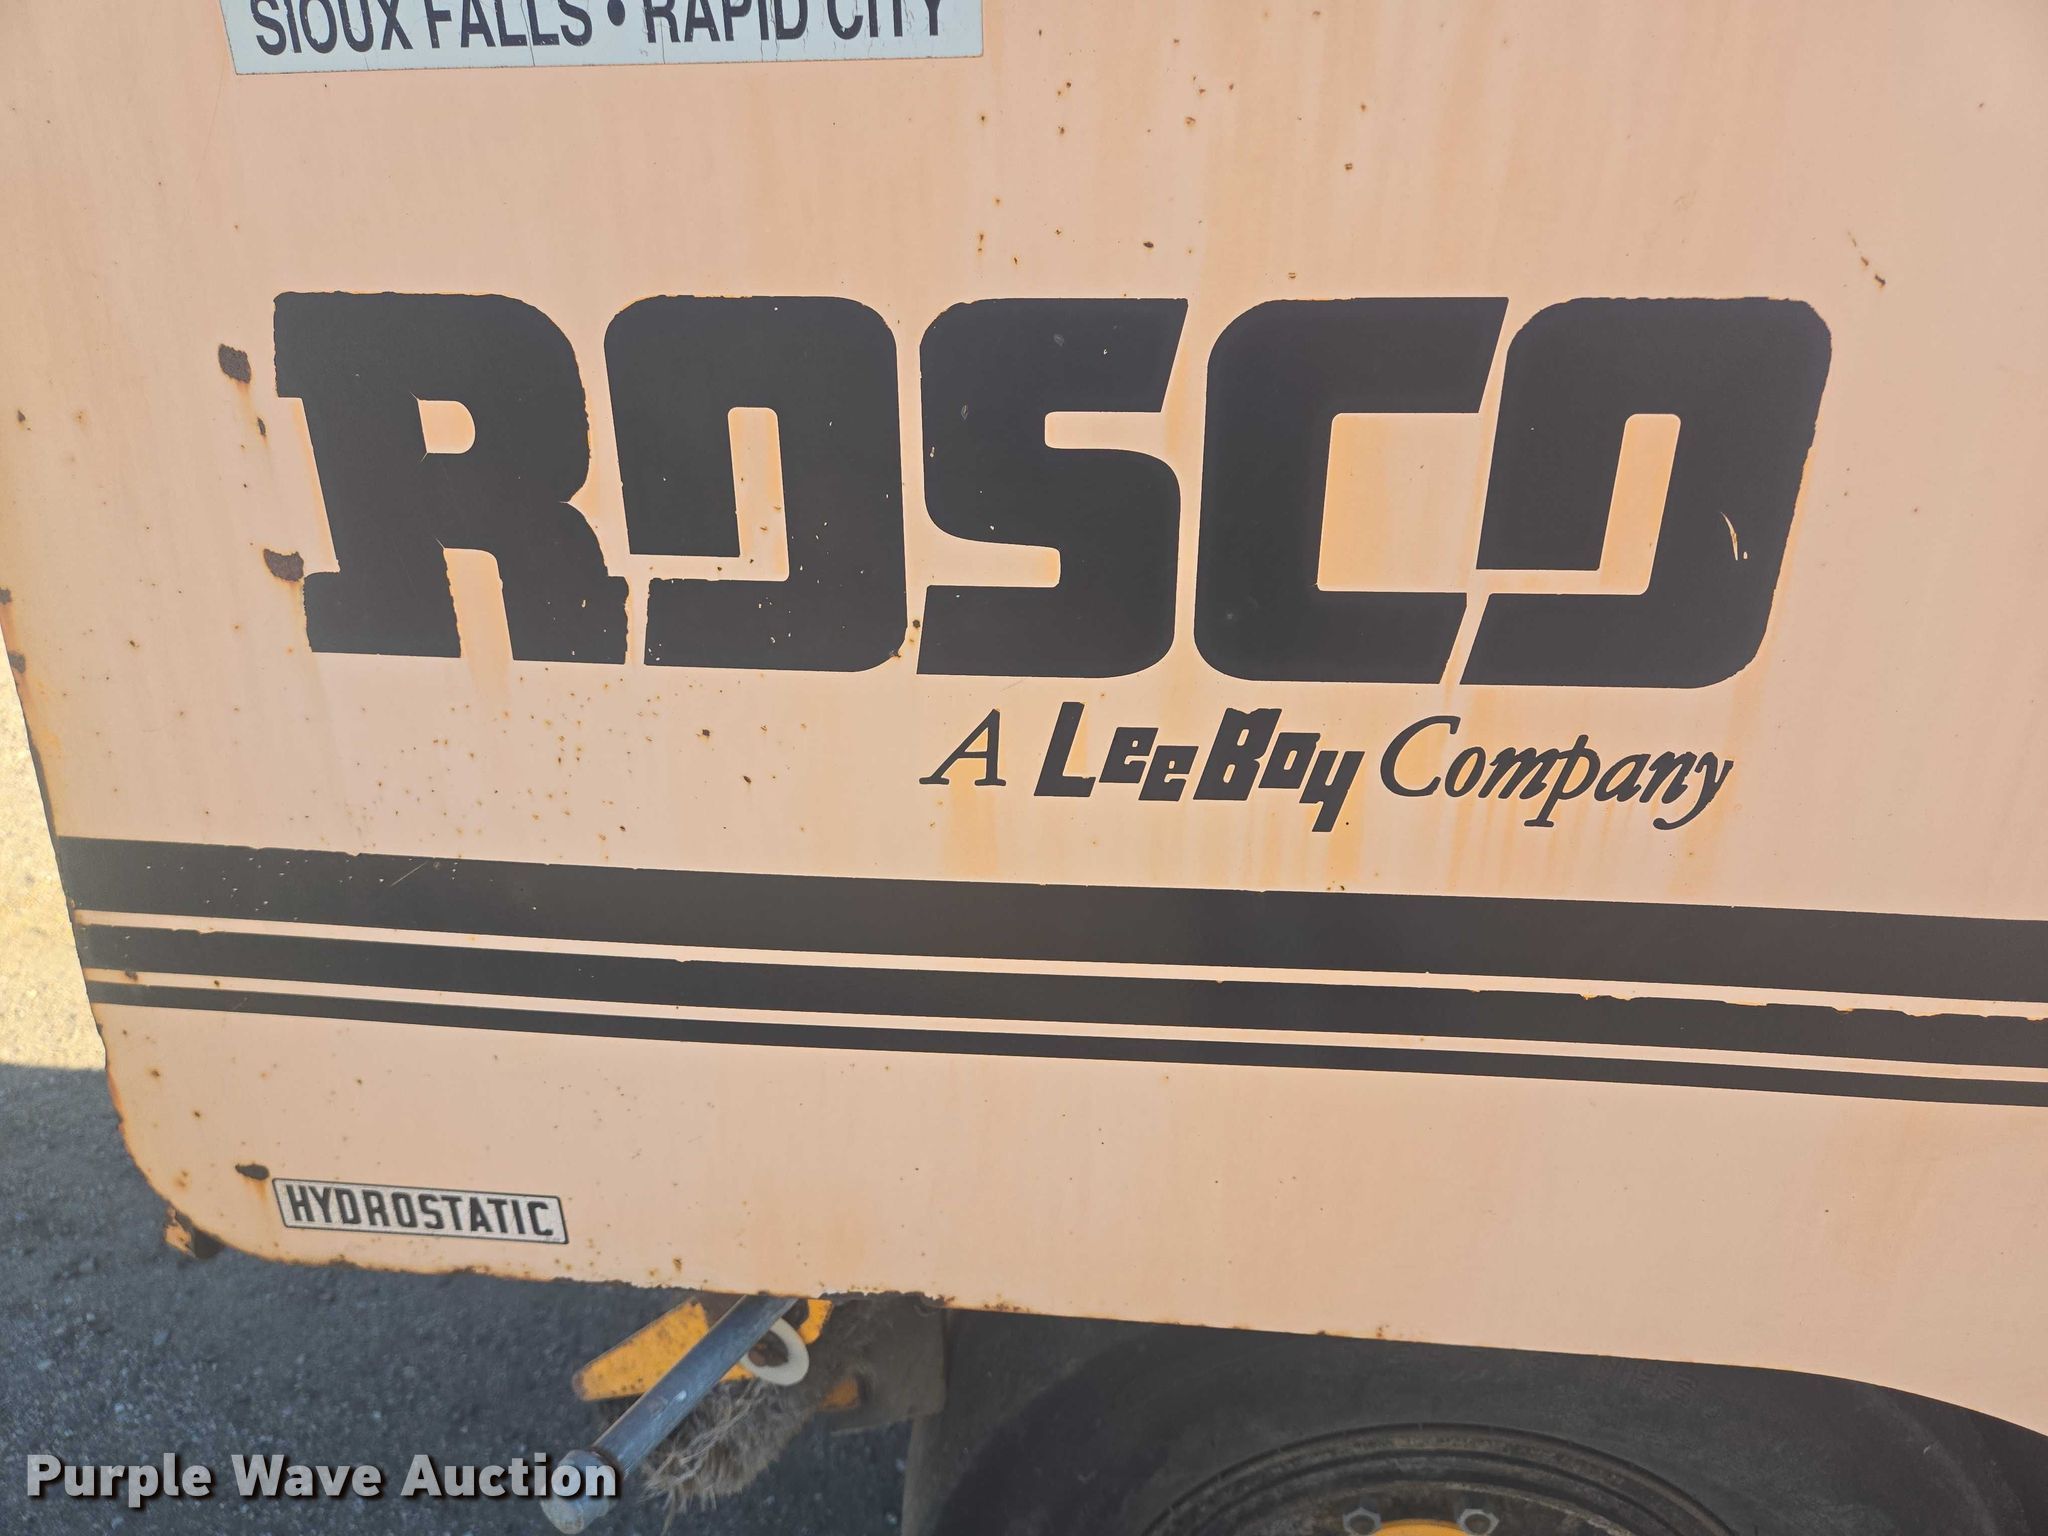 SIOUX FALLS • RAPID CITY
ROSCO
A LeeBoy Company
HYDROSTATIC
Purple Wave Auction